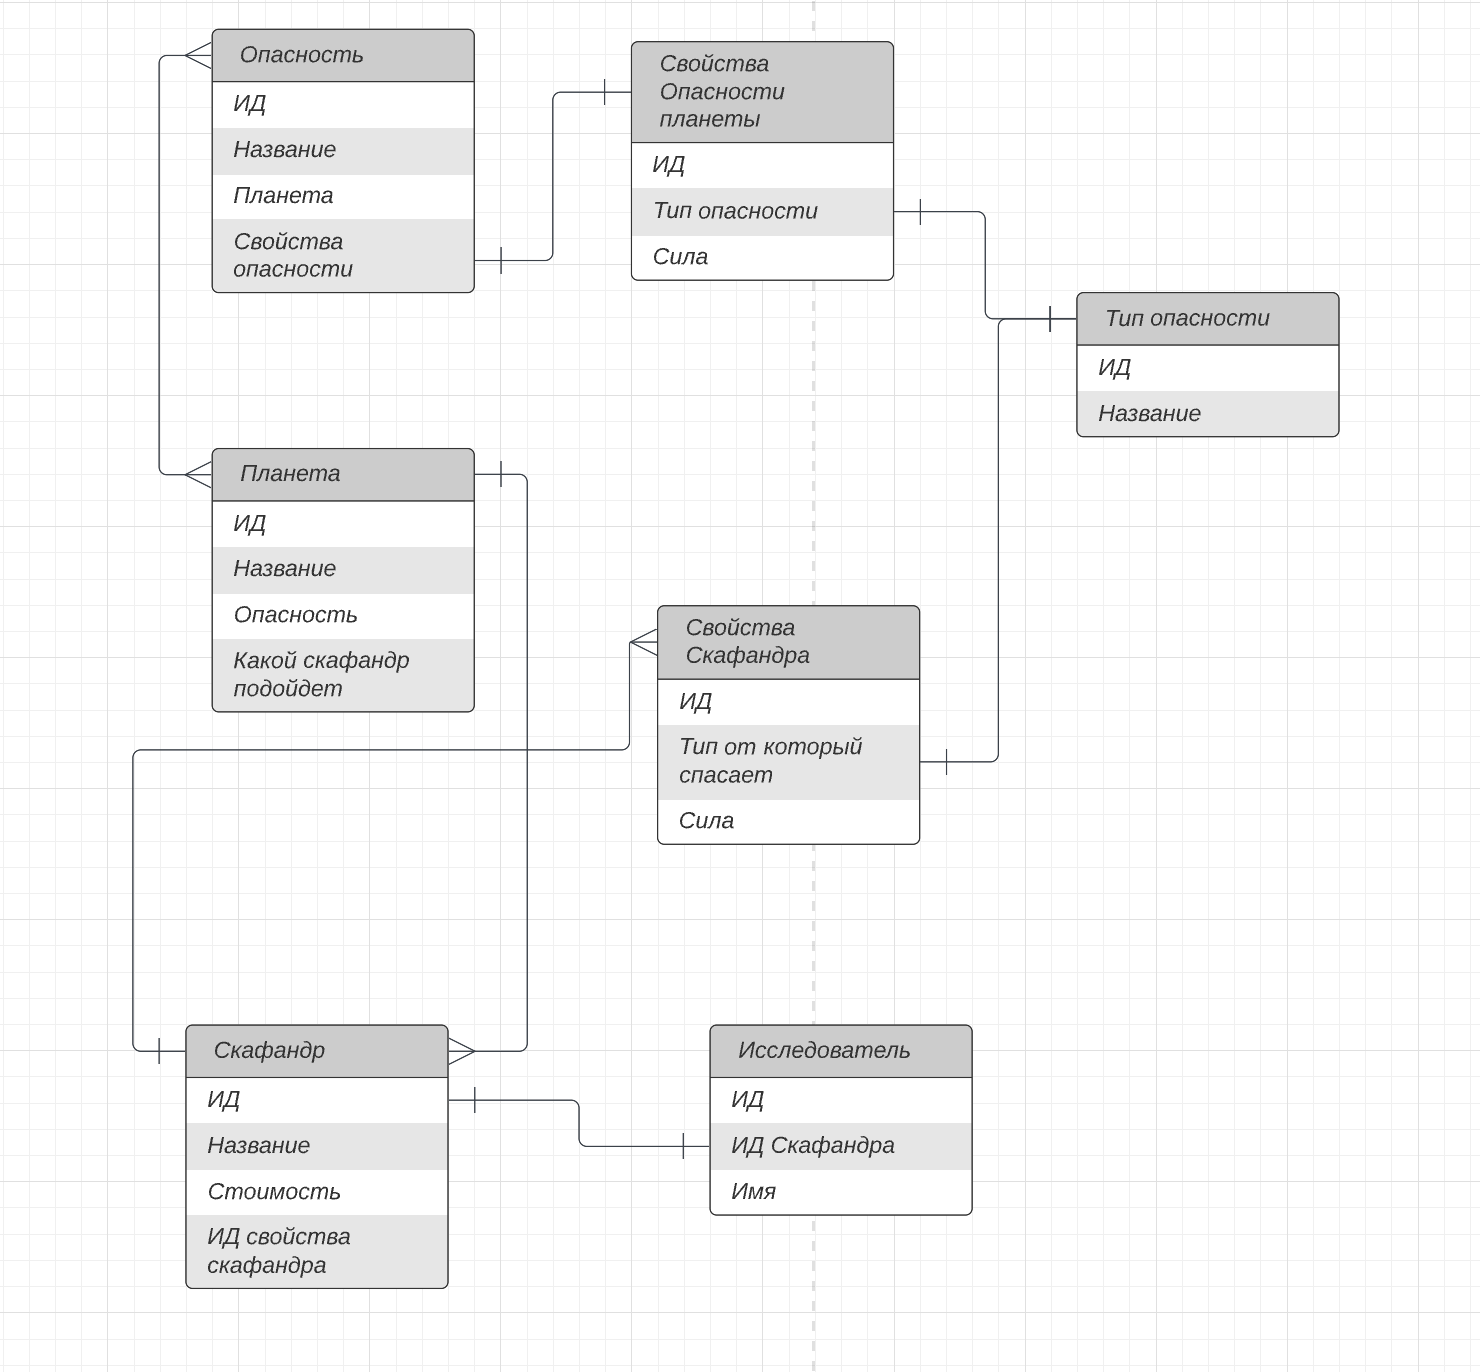 Опасность
ИД
Название
Планета
Свойства
опасности
Свойства
Опасности
планеты
ИД
Тип опасности
Сила
Тип опасности
ИД
Название
Планета
ИД
Название
Опасность
Какой скафандр
подойдет
Свойства
Скафандра
ИД
Тип от который
спасает
Сила
Скафандр
ИД
Название
Стоимость
ИД свойства
скафандра
Исследователь
ИД
ИД Скафандра
Имя